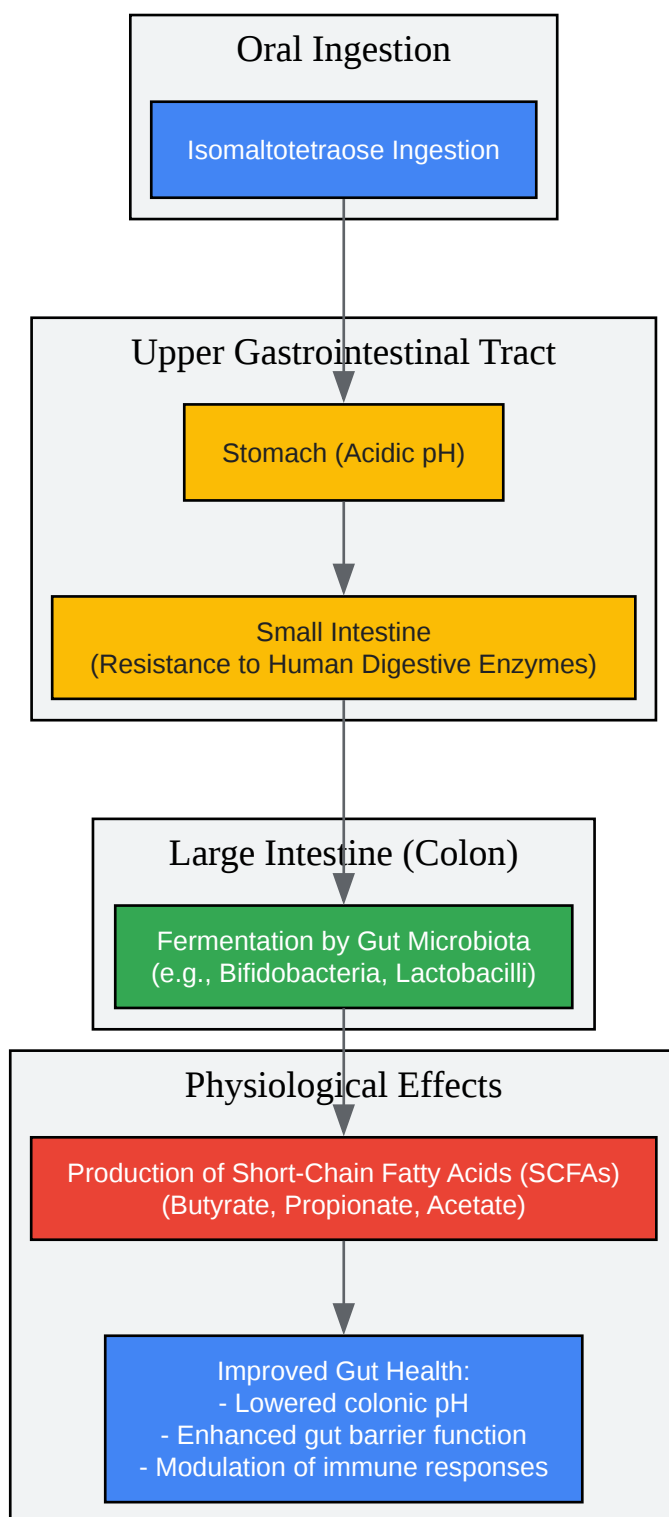 Oral Ingestion
Isomaltotetraose Ingestion
Upper Gastrointestinal Tract
Stomach (Acidic pH)
Small Intestine
(Resistance to Human Digestive Enzymes)
Large Intestine (Colon)
Fermentation by Gut Microbiota
(e.g., Bifidobacteria, Lactobacilli)
Physiological Effects
Production of Short-Chain Fatty Acids (SCFAs)
(Butyrate, Propionate, Acetate)
Improved Gut Health:
- Lowered colonic pH
- Enhanced gut barrier function
- Modulation of immune responses